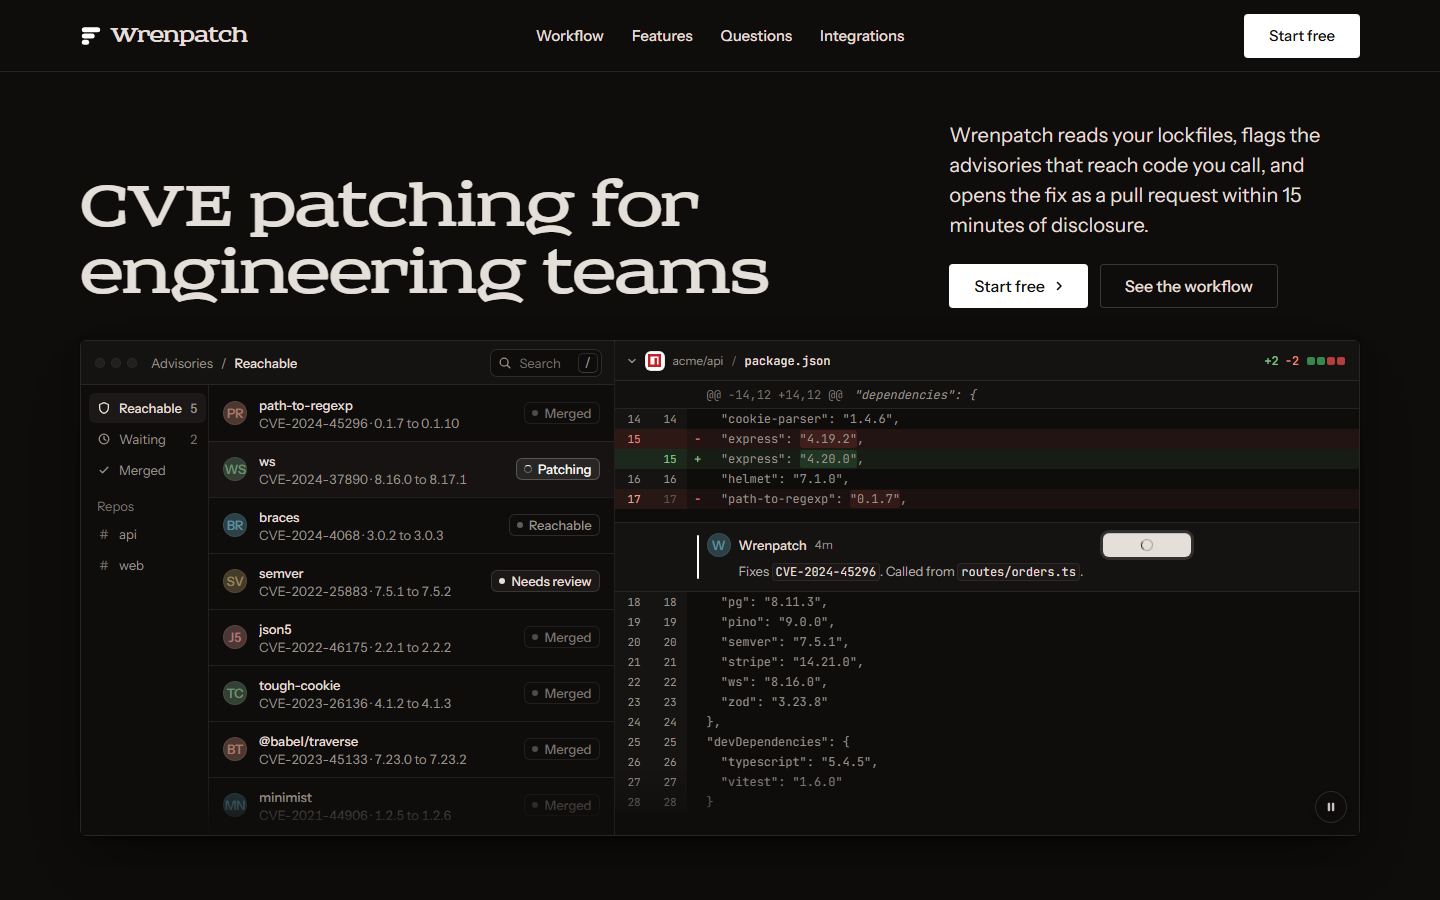 Wrenpatch
Workflow Features Questions Integrations
Start free
CVE patching for
engineering teams
Wrenpatch reads your lockfiles, flags the
advisories that reach code you call, and
opens the fix as a pull request within 15
minutes of disclosure.
Start free
See the workflow
Advisories / Reachable
Search /
Reachable 5
Waiting 2
Merged
Repos
# api
# web
PR path-to-regexp
CVE-2024-45296 · 0.1.7 to 0.1.10
Merged
WS ws
CVE-2024-37890 · 8.16.0 to 8.17.1
Patching
BR braces
CVE-2024-4068 · 3.0.2 to 3.0.3
Reachable
SV semver
CVE-2022-25883 · 7.5.1 to 7.5.2
Needs review
J5 json5
CVE-2022-46175 · 2.2.1 to 2.2.2
Merged
TC tough-cookie
CVE-2023-26136 · 4.1.2 to 4.1.3
Merged
BT @babel/traverse
CVE-2023-45133 · 7.23.0 to 7.23.2
Merged
MN minimist
CVE-2021-44906 · 1.2.5 to 1.2.6
Merged
acme/api / package.json
+2 -2
@@ -14,12 +14,12 @@ "dependencies": {
14 14 "cookie-parser": "1.4.6",
15 - "express": "4.19.2",
15 + "express": "4.20.0",
16 16 "helmet": "7.1.0",
17 17 - "path-to-regexp": "0.1.7",
W Wrenpatch 4m
Fixes CVE-2024-45296. Called from routes/orders.ts.
18 18 "pg": "8.11.3",
19 19 "pino": "9.0.0",
20 20 "semver": "7.5.1",
21 21 "stripe": "14.21.0",
22 22 "ws": "8.16.0",
23 23 "zod": "3.23.8"
24 24 },
25 25 "devDependencies": {
26 26 "typescript": "5.4.5",
27 27 "vitest": "1.6.0"
28 28 }